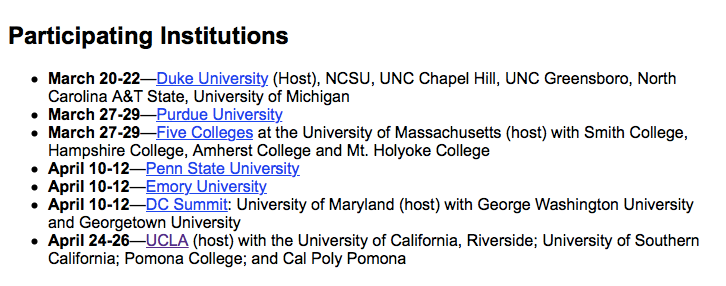 Participating Institutions
• March 20-22—Duke University (Host), NCSU, UNC Chapel Hill, UNC Greensboro, North
Carolina A&T State, University of Michigan
• March 27-29—Purdue University
• March 27-29—Five Colleges at the University of Massachusetts (host) with Smith College,
Hampshire College, Amherst College and Mt. Holyoke College
• April 10-12—Penn State University
• April 10-12—Emory University
• April 10-12—DC Summit: University of Maryland (host) with George Washington University
and Georgetown University
• April 24-26—UCLA (host) with the University of California, Riverside; University of Southern
California; Pomona College; and Cal Poly Pomona